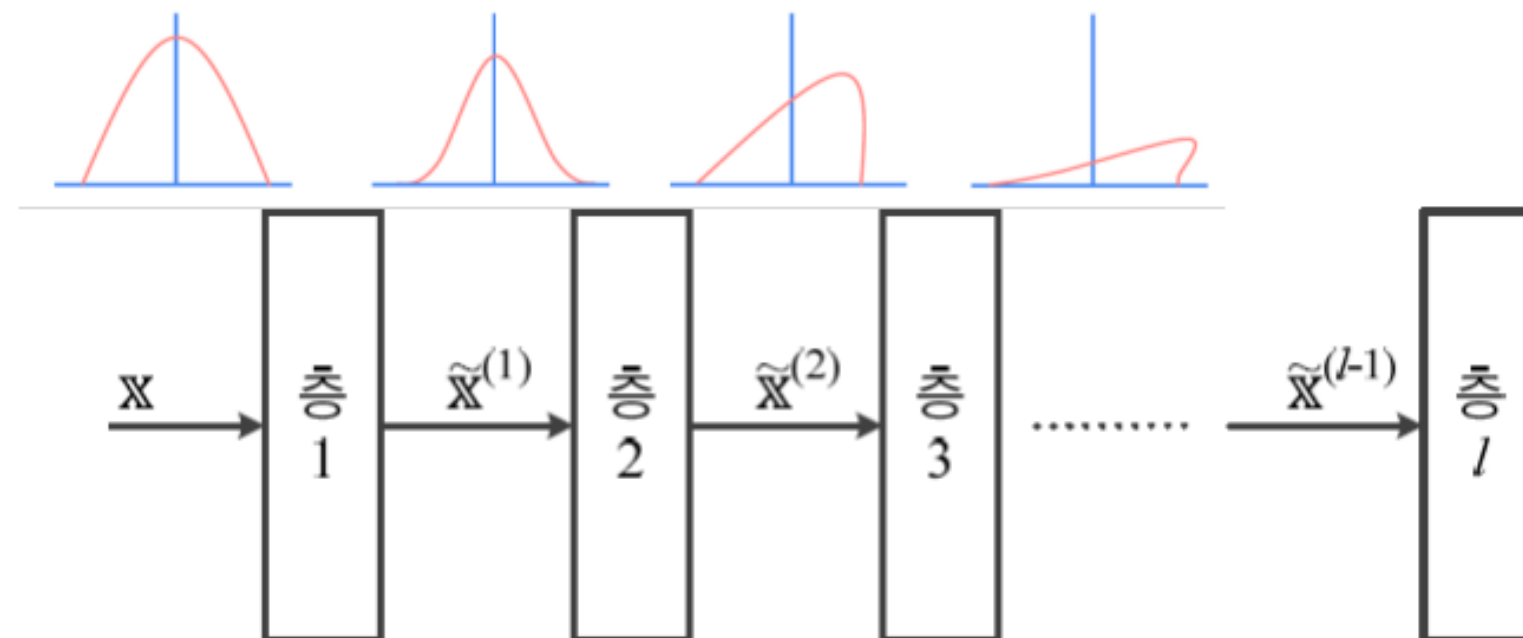 𝕏
층
1
x̃⁽¹⁾
층
2
x̃⁽²⁾
층
3
.........
x̃⁽ˡ⁻¹⁾
층
l